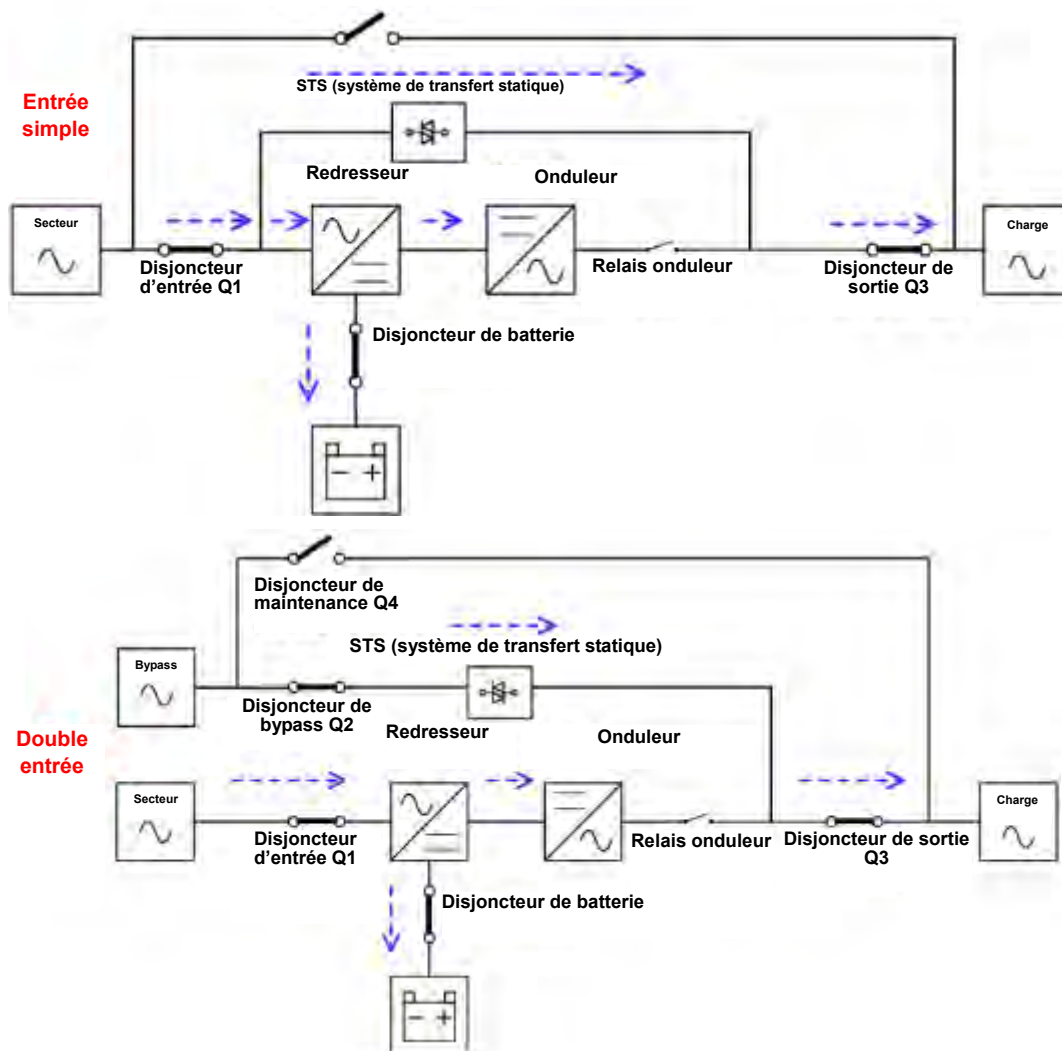 STS (système de transfert statique)
Entrée
simple
Redresseur
Onduleur
Secteur
Disjoncteur
d'entrée Q1
Relais onduleur
Disjoncteur de
sortie Q3
Charge
Disjoncteur de batterie
Disjoncteur de
maintenance Q4
STS (système de transfert statique)
Bypass
Disjoncteur de
bypass Q2
Redresseur
Onduleur
Double
entrée
Secteur
Disjoncteur
d'entrée Q1
Relais onduleur
Disjoncteur de sortie
Q3
Charge
Disjoncteur de batterie